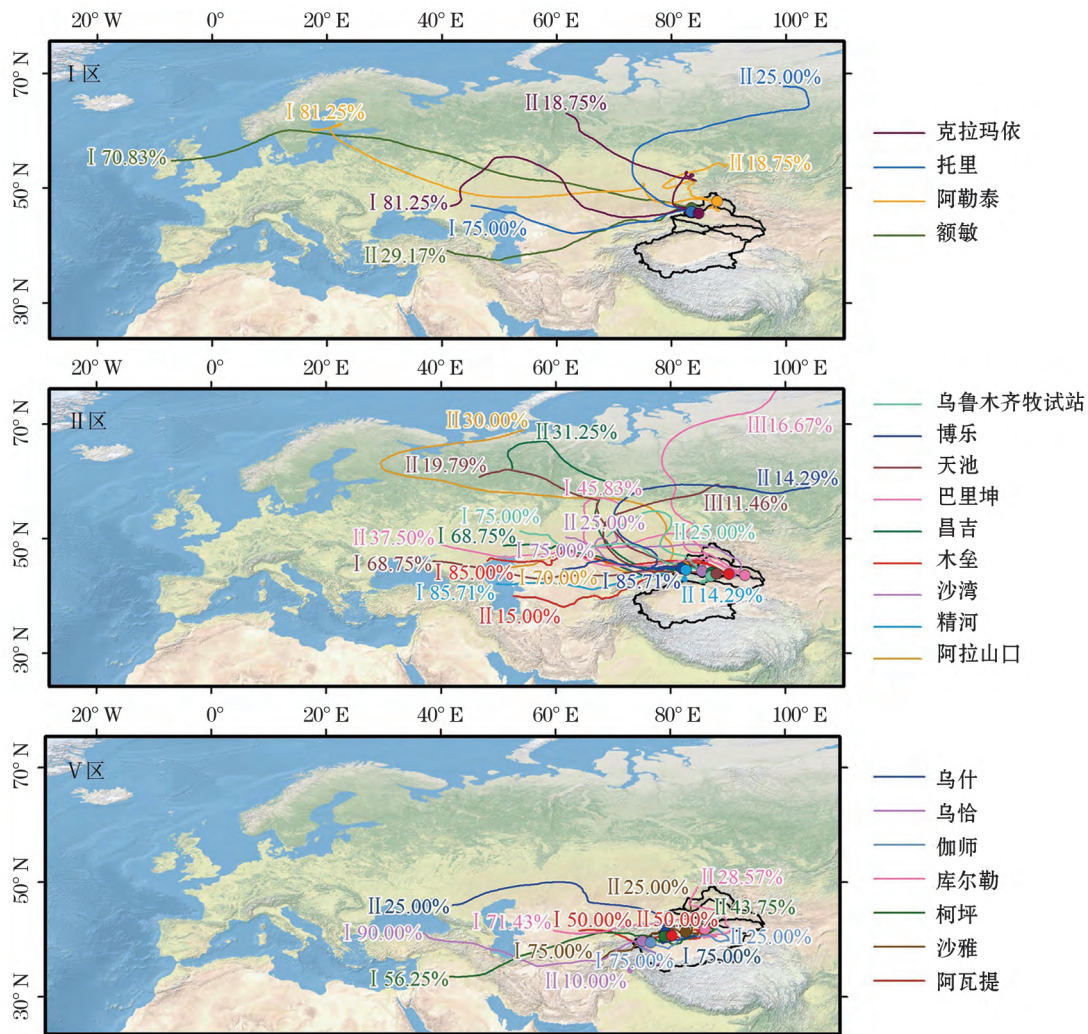 20° W 0° 20° E 40° E 60° E 80° E 100° E
70° N
50° N
30° N
I区
II 25.00%
II 18.75%
I 81.25%
I 70.83%
II 18.75%
I 81.25%
I 75.00%
II 29.17%
克拉玛依
托里
阿勒泰
额敏
20° W 0° 20° E 40° E 60° E 80° E 100° E
70° N
50° N
30° N
II区
II 30.00%
III 16.67%
II 31.25%
II 19.79%
II 14.29%
I 45.83%
III 11.46%
I 75.00%
II 25.00%
I 68.75%
II 25.00%
II 37.50%
I 75.00%
I 68.75%
I 85.00%
I 70.00%
I 85.71%
I 85.71%
II 14.29%
II 15.00%
乌鲁木齐牧试站
博乐
天池
巴里坤
昌吉
木垒
沙湾
精河
阿拉山口
20° W 0° 20° E 40° E 60° E 80° E 100° E
70° N
50° N
30° N
V区
II 28.57%
II 25.00%
II 25.00%
II 43.75%
I 71.43%
I 50.00%
II 50.00%
I 90.00%
II 25.00%
I 75.00%
I 75.00%
I 75.00%
I 56.25%
II 10.00%
乌什
乌恰
伽师
库尔勒
柯坪
沙雅
阿瓦提